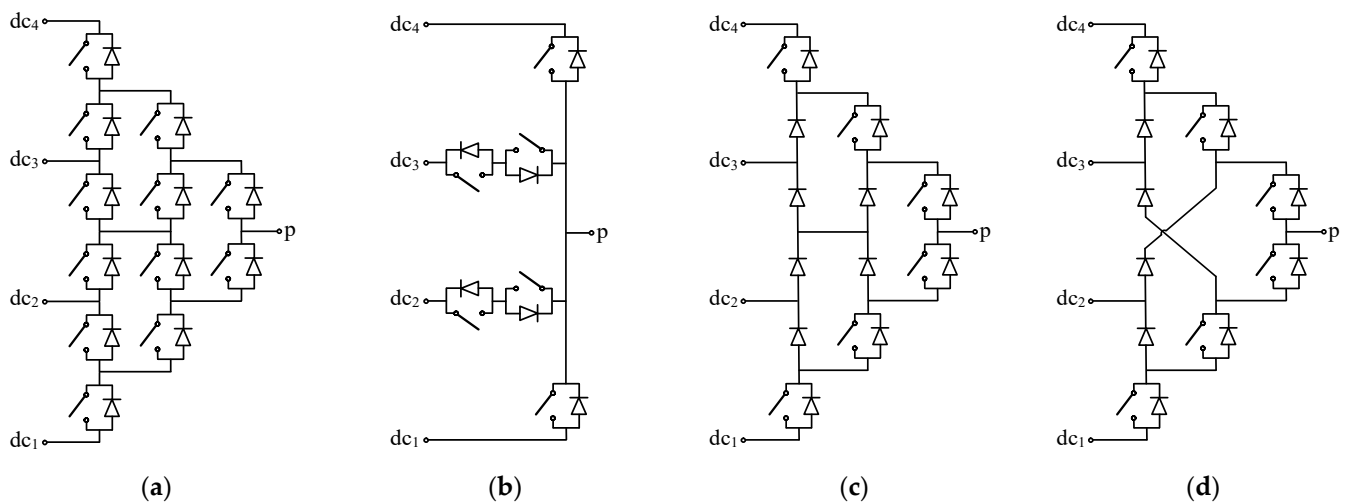 dc₄
dc₃
p
dc₂
dc₁
(a)
dc₄
dc₃
p
dc₂
dc₁
(b)
dc₄
dc₃
p
dc₂
dc₁
(c)
dc₄
dc₃
p
dc₂
dc₁
(d)